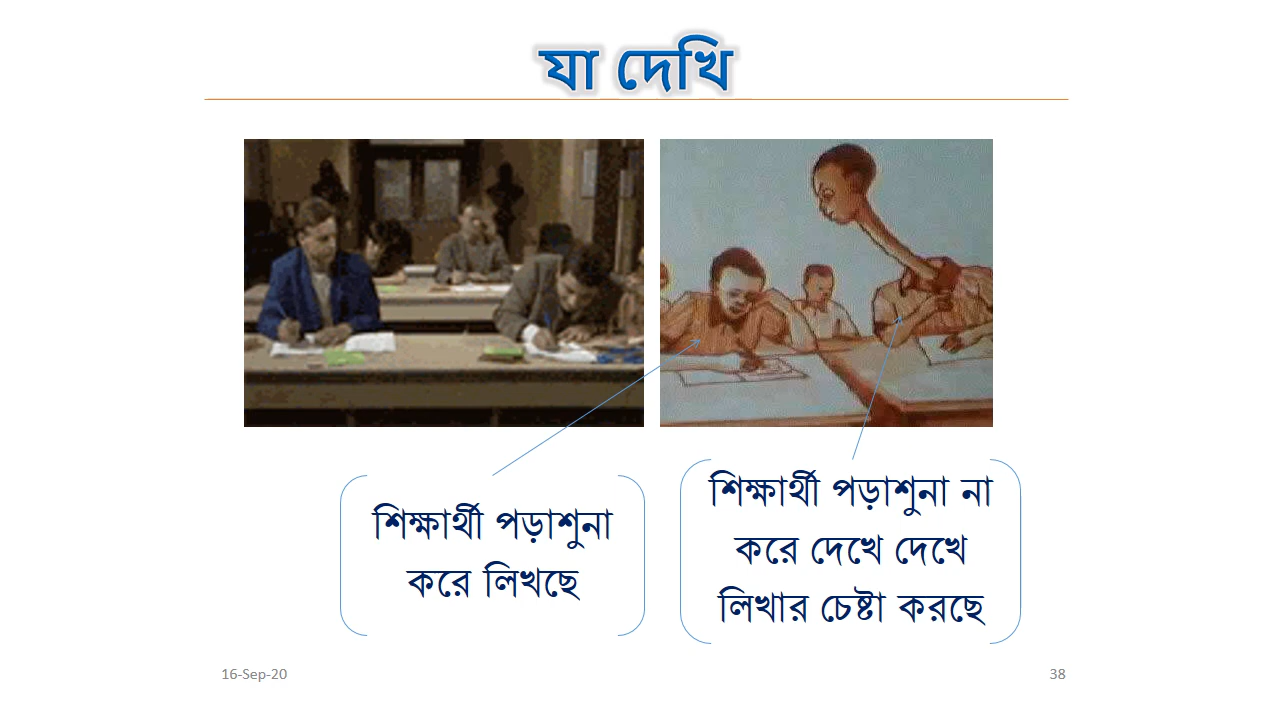 যা দেখি
শিক্ষার্থী পড়াশুনা
করে লিখছে
শিক্ষার্থী পড়াশুনা না
করে দেখে দেখে
লিখার চেষ্টা করছে
16-Sep-20
38